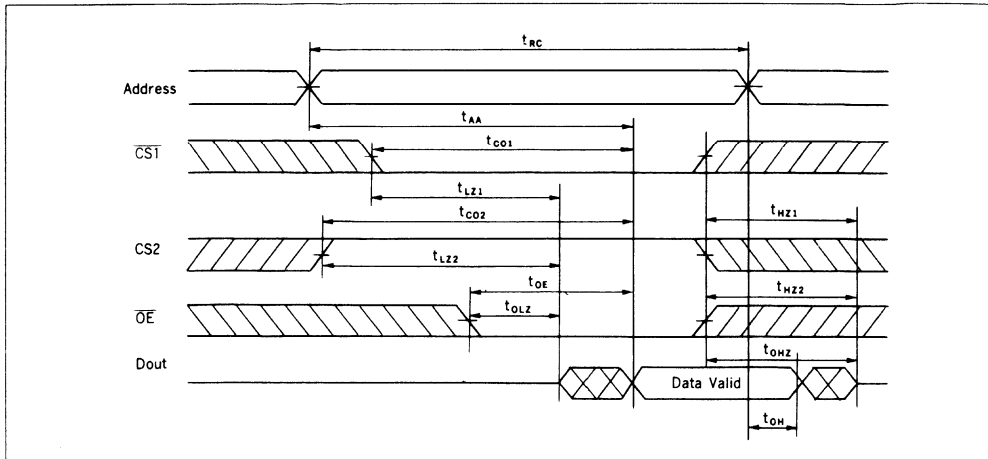 tRC
Address
tAA
CS1
tCO1
tLZ1
tCO2
tHZ1
CS2
tLZ2
tOE
tHZ2
OE
tOLZ
tOHZ
Dout
Data Valid
tOH